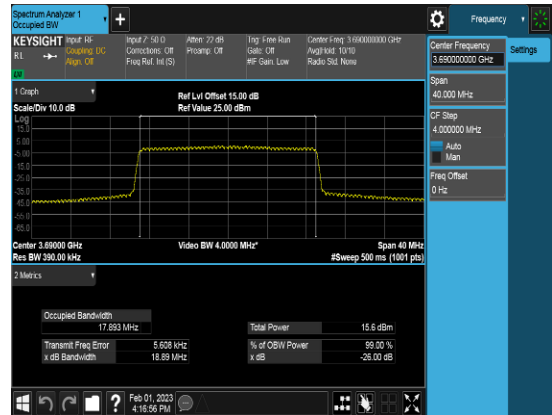 Spectrum Analyzer 1
Occupied BW
+
Frequency
KEYSIGHT Input: RF Input Z: 50 Ω Atten: 22 dB Trig: Free Run Center Freq: 3.690000000 GHz
RL Coupling: DC Corrections: Off Preamp: Off Gate: Off Avg|Hold: 10/10
Align: Off Freq Ref: Int (S) #IF Gain: Low Radio Std: None
Center Frequency
3.690000000 GHz
Settings
Span
40.000 MHz
CF Step
4.000000 MHz
Auto
Man
Freq Offset
0 Hz
1 Graph
Ref Lvl Offset 15.00 dB
Scale/Div 10.0 dB Ref Value 25.00 dBm
Log
15.0
5.00
-5.00
-15.0
-25.0
-35.0
-45.0
-55.0
-65.0
Center 3.69000 GHz Video BW 4.0000 MHz* Span 40 MHz
Res BW 390.00 kHz #Sweep 500 ms (1001 pts)
2 Metrics
Occupied Bandwidth
17.893 MHz Total Power 15.6 dBm
Transmit Freq Error 5.608 kHz % of OBW Power 99.00 %
x dB Bandwidth 18.89 MHz x dB -26.00 dB
?
Feb 01, 2023
4:16:56 PM